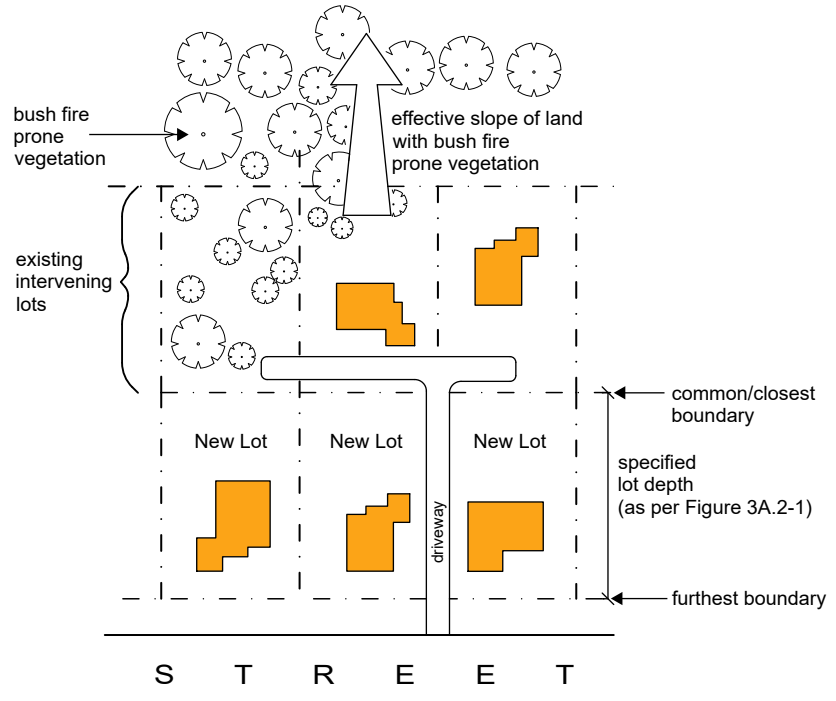 bush fire
prone
vegetation
effective slope of land
with bush fire
prone vegetation
existing
intervening
lots
common/closest
boundary
New Lot
New Lot
New Lot
specified
lot depth
(as per Figure 3A.2-1)
driveway
furthest boundary
S T R E E T